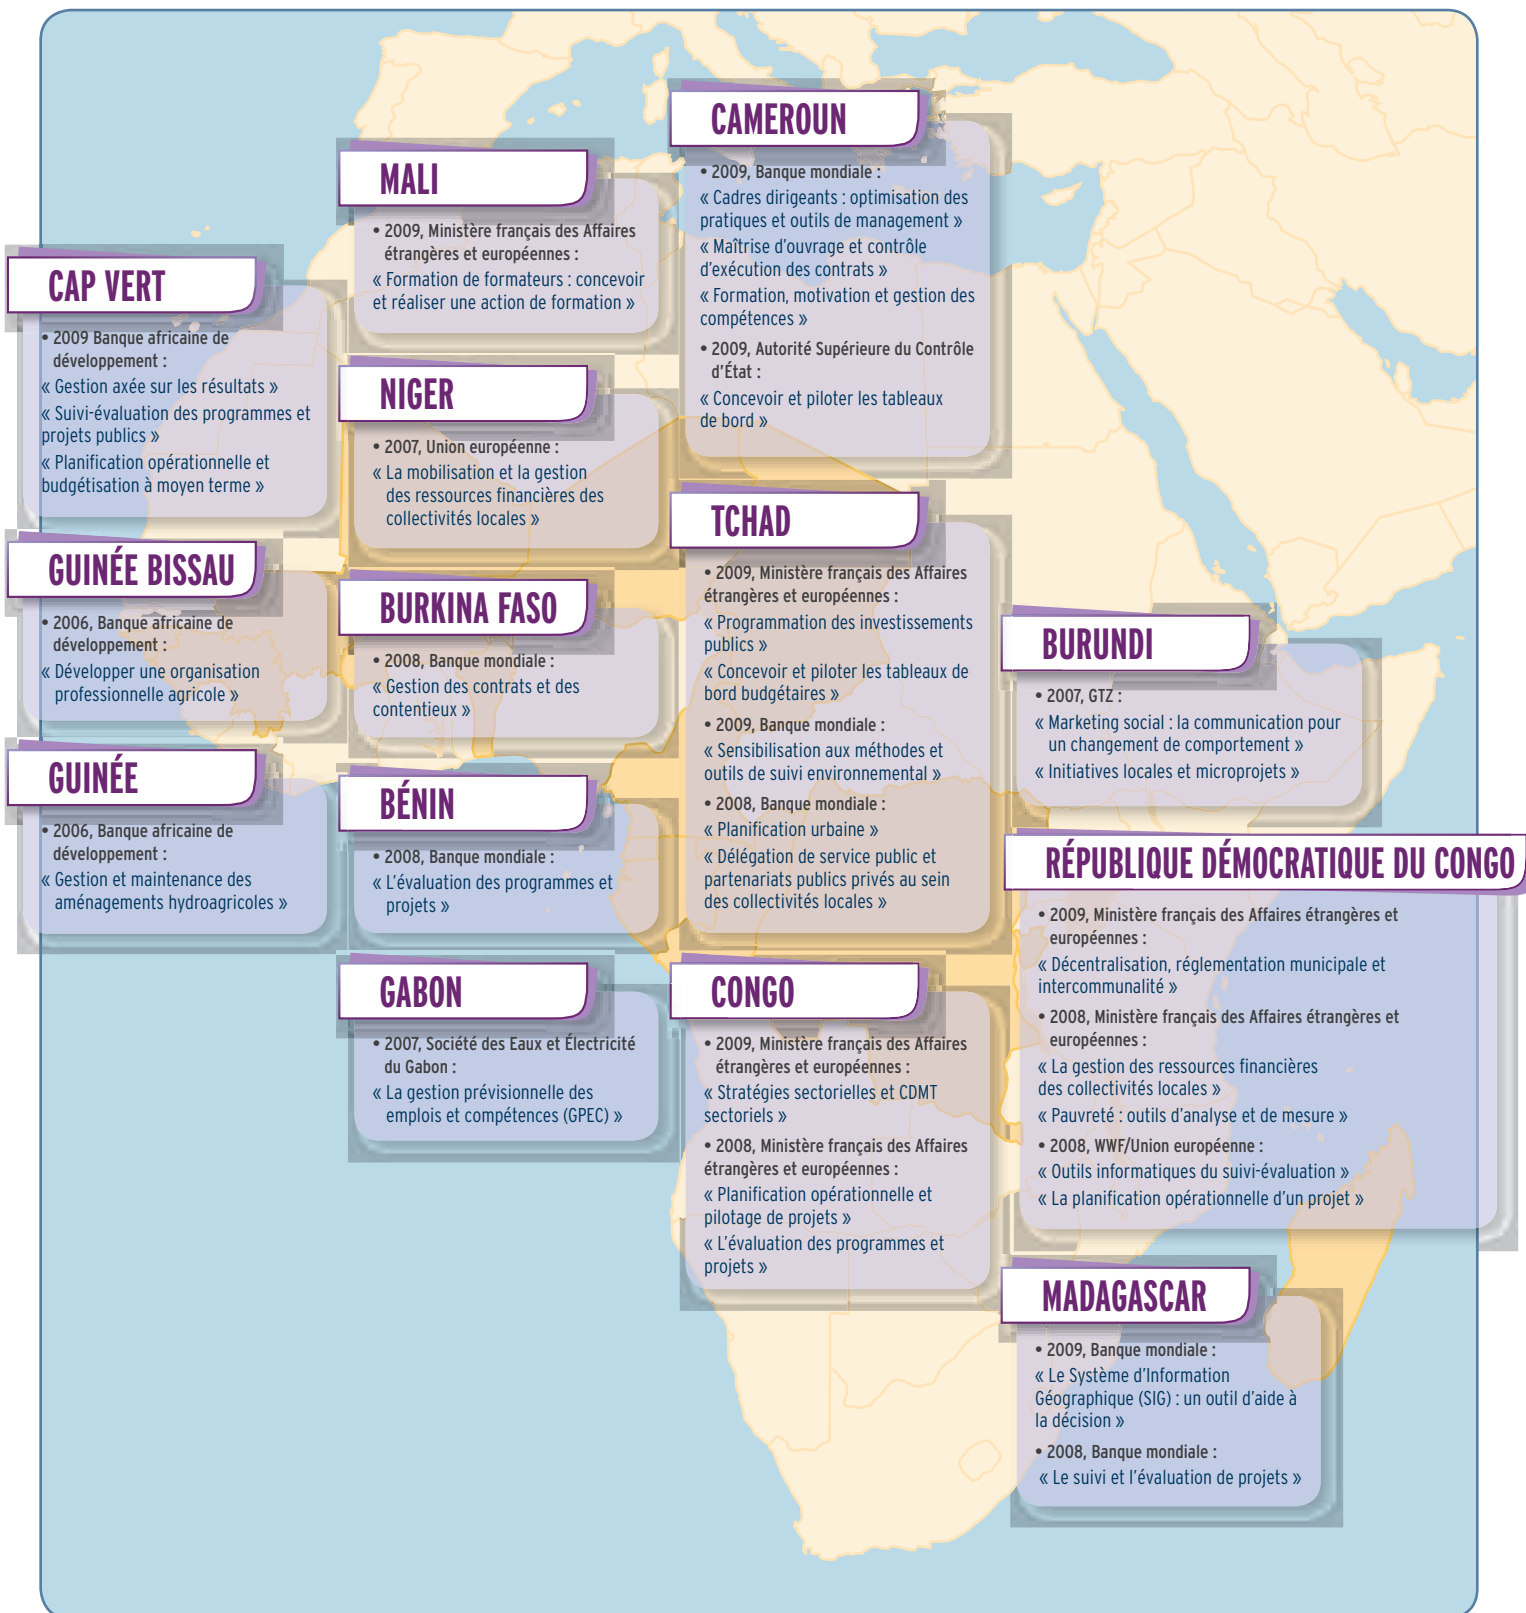 CAP VERT
• 2009 Banque africaine de
développement :
« Gestion axée sur les résultats »
« Suivi-évaluation des programmes et
projets publics »
« Planification opérationnelle et
budgétisation à moyen terme »
GUINÉE BISSAU
• 2006, Banque africaine de
développement :
« Développer une organisation
professionnelle agricole »
GUINÉE
• 2006, Banque africaine de
développement :
« Gestion et maintenance des
aménagements hydroagricoles »
MALI
• 2009, Ministère français des Affaires
étrangères et européennes :
« Formation de formateurs : concevoir
et réaliser une action de formation »
NIGER
• 2007, Union européenne :
« La mobilisation et la gestion
des ressources financières des
collectivités locales »
BURKINA FASO
• 2008, Banque mondiale :
« Gestion des contrats et des
contentieux »
BÉNIN
• 2008, Banque mondiale :
« L'évaluation des programmes et
projets »
GABON
• 2007, Société des Eaux et Électricité
du Gabon :
« La gestion prévisionnelle des
emplois et compétences (GPEC) »
CAMEROUN
• 2009, Banque mondiale :
« Cadres dirigeants : optimisation des
pratiques et outils de management »
« Maîtrise d'ouvrage et contrôle
d'exécution des contrats »
« Formation, motivation et gestion des
compétences »
• 2009, Autorité Supérieure du Contrôle
d'État :
« Concevoir et piloter les tableaux
de bord »
TCHAD
• 2009, Ministère français des Affaires
étrangères et européennes :
« Programmation des investissements
publics »
« Concevoir et piloter les tableaux de
bord budgétaires »
• 2009, Banque mondiale :
« Sensibilisation aux méthodes et
outils de suivi environnemental »
• 2008, Banque mondiale :
« Planification urbaine »
« Délégation de service public et
partenariats publics privés au sein
des collectivités locales »
CONGO
• 2009, Ministère français des Affaires
étrangères et européennes :
« Stratégies sectorielles et CDMT
sectoriels »
• 2008, Ministère français des Affaires
étrangères et européennes :
« Planification opérationnelle et
pilotage de projets »
« L'évaluation des programmes et
projets »
BURUNDI
• 2007, GTZ :
« Marketing social : la communication pour
un changement de comportement »
« Initiatives locales et microprojets »
RÉPUBLIQUE DÉMOCRATIQUE DU CONGO
• 2009, Ministère français des Affaires étrangères et
européennes :
« Décentralisation, réglementation municipale et
intercommunalité »
• 2008, Ministère français des Affaires étrangères et
européennes :
« La gestion des ressources financières
des collectivités locales »
« Pauvreté : outils d'analyse et de mesure »
• 2008, WWF/Union européenne :
« Outils informatiques du suivi-évaluation »
« La planification opérationnelle d'un projet »
MADAGASCAR
• 2009, Banque mondiale :
« Le Système d'Information
Géographique (SIG) : un outil d'aide à
la décision »
• 2008, Banque mondiale :
« Le suivi et l'évaluation de projets »